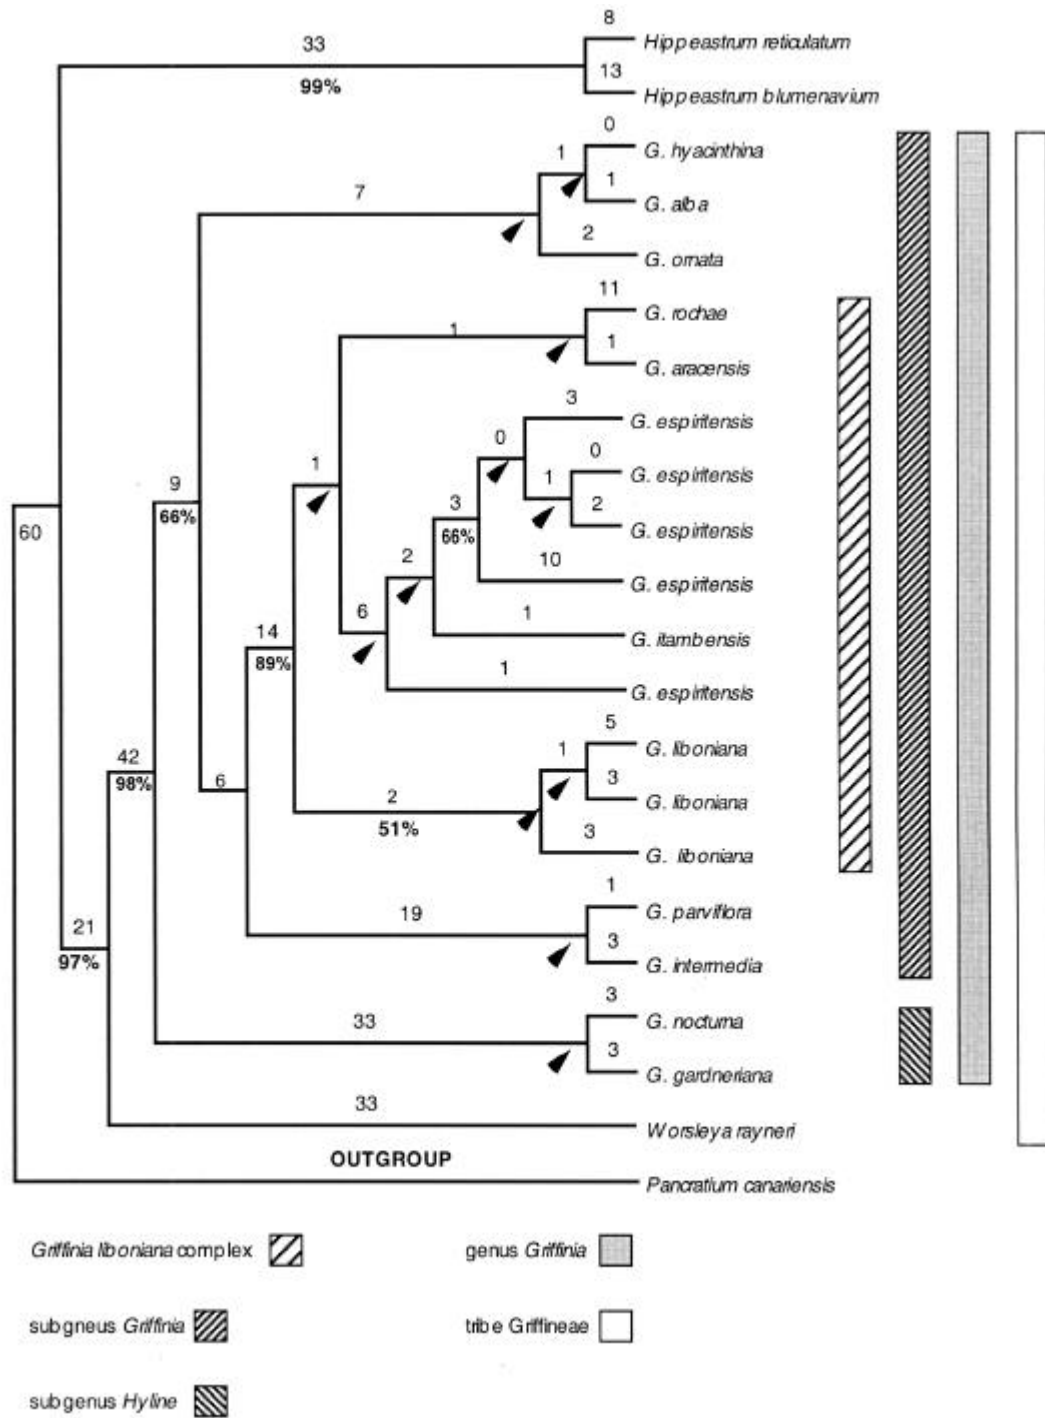 8
33
Hippeastrum reticulatum
13
99%
Hippeastrum blumenavium
0
1
G. hyacinthina
1
7
G. alba
2
G. ornata
11
G. rochae
1
1
G. aracensis
3
G. espiritensis
0
0
1
1
G. espiritensis
9
3
2
66%
66%
G. espiritensis
60
10
2
G. espiritensis
6
1
14
G. itambensis
89%
1
G. espiritensis
5
42
1
G. liboniana
98%
6
3
2
G. liboniana
51%
3
G. liboniana
1
21
19
G. parviflora
3
97%
G. intermedia
3
33
G. nocturna
3
G. gardneriana
33
Worsleya rayneri
OUTGROUP
Pancratium canariensis
Griffinia liboniana complex
genus Griffinia
subgneus Griffinia
tribe Griffineae
subgenus Hyline